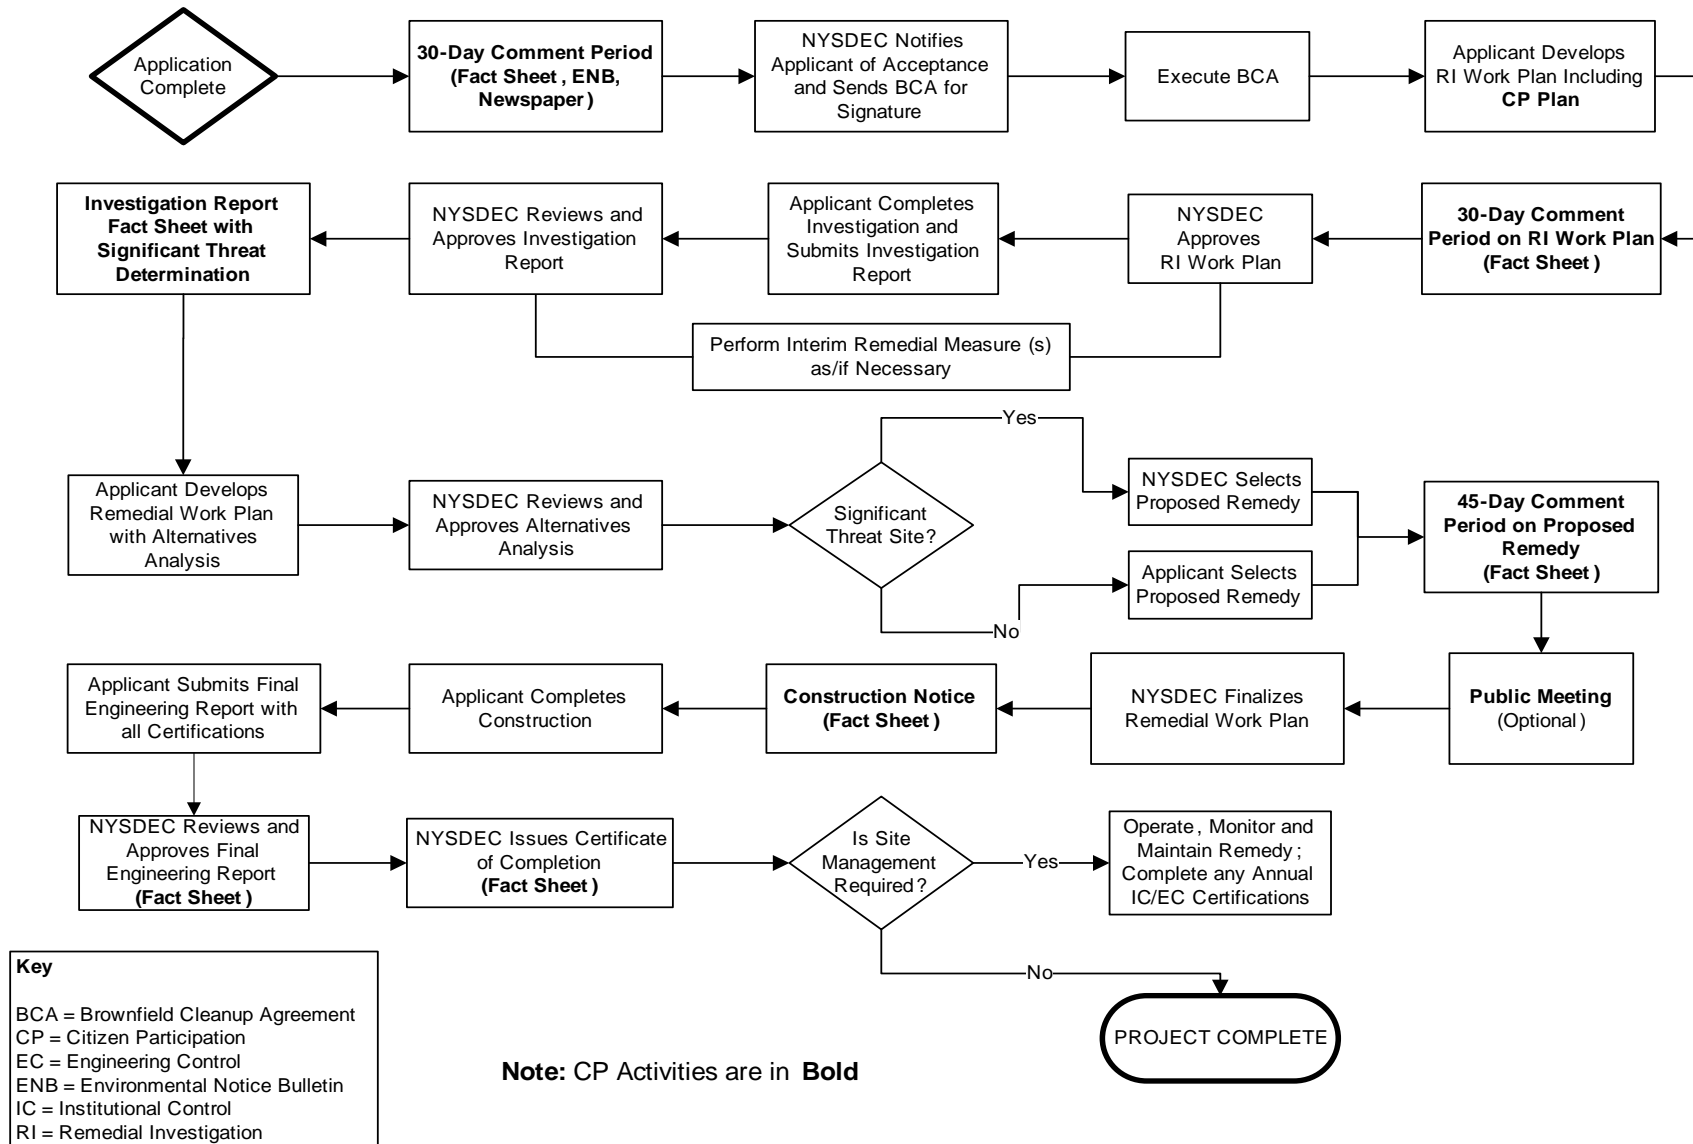 Application
Complete
30-Day Comment Period
(Fact Sheet, ENB,
Newspaper)
NYSDEC Notifies
Applicant of Acceptance
and Sends BCA for
Signature
Execute BCA
Applicant Develops
RI Work Plan Including
CP Plan
30-Day Comment
Period on RI Work Plan
(Fact Sheet)
NYSDEC
Approves
RI Work Plan
Applicant Completes
Investigation and
Submits Investigation
Report
NYSDEC Reviews and
Approves Investigation
Report
Investigation Report
Fact Sheet with
Significant Threat
Determination
Perform Interim Remedial Measure (s)
as/if Necessary
Applicant Develops
Remedial Work Plan
with Alternatives
Analysis
NYSDEC Reviews and
Approves Alternatives
Analysis
Significant
Threat Site?
Yes
No
NYSDEC Selects
Proposed Remedy
Applicant Selects
Proposed Remedy
45-Day Comment
Period on Proposed
Remedy
(Fact Sheet)
Public Meeting
(Optional)
NYSDEC Finalizes
Remedial Work Plan
Construction Notice
(Fact Sheet)
Applicant Completes
Construction
Applicant Submits Final
Engineering Report with
all Certifications
NYSDEC Reviews and
Approves Final
Engineering Report
(Fact Sheet)
NYSDEC Issues Certificate
of Completion
(Fact Sheet)
Is Site
Management
Required?
Yes
Operate, Monitor and
Maintain Remedy;
Complete any Annual
IC/EC Certifications
No
PROJECT COMPLETE
Key
BCA = Brownfield Cleanup Agreement
CP = Citizen Participation
EC = Engineering Control
ENB = Environmental Notice Bulletin
IC = Institutional Control
RI = Remedial Investigation
Note: CP Activities are in Bold